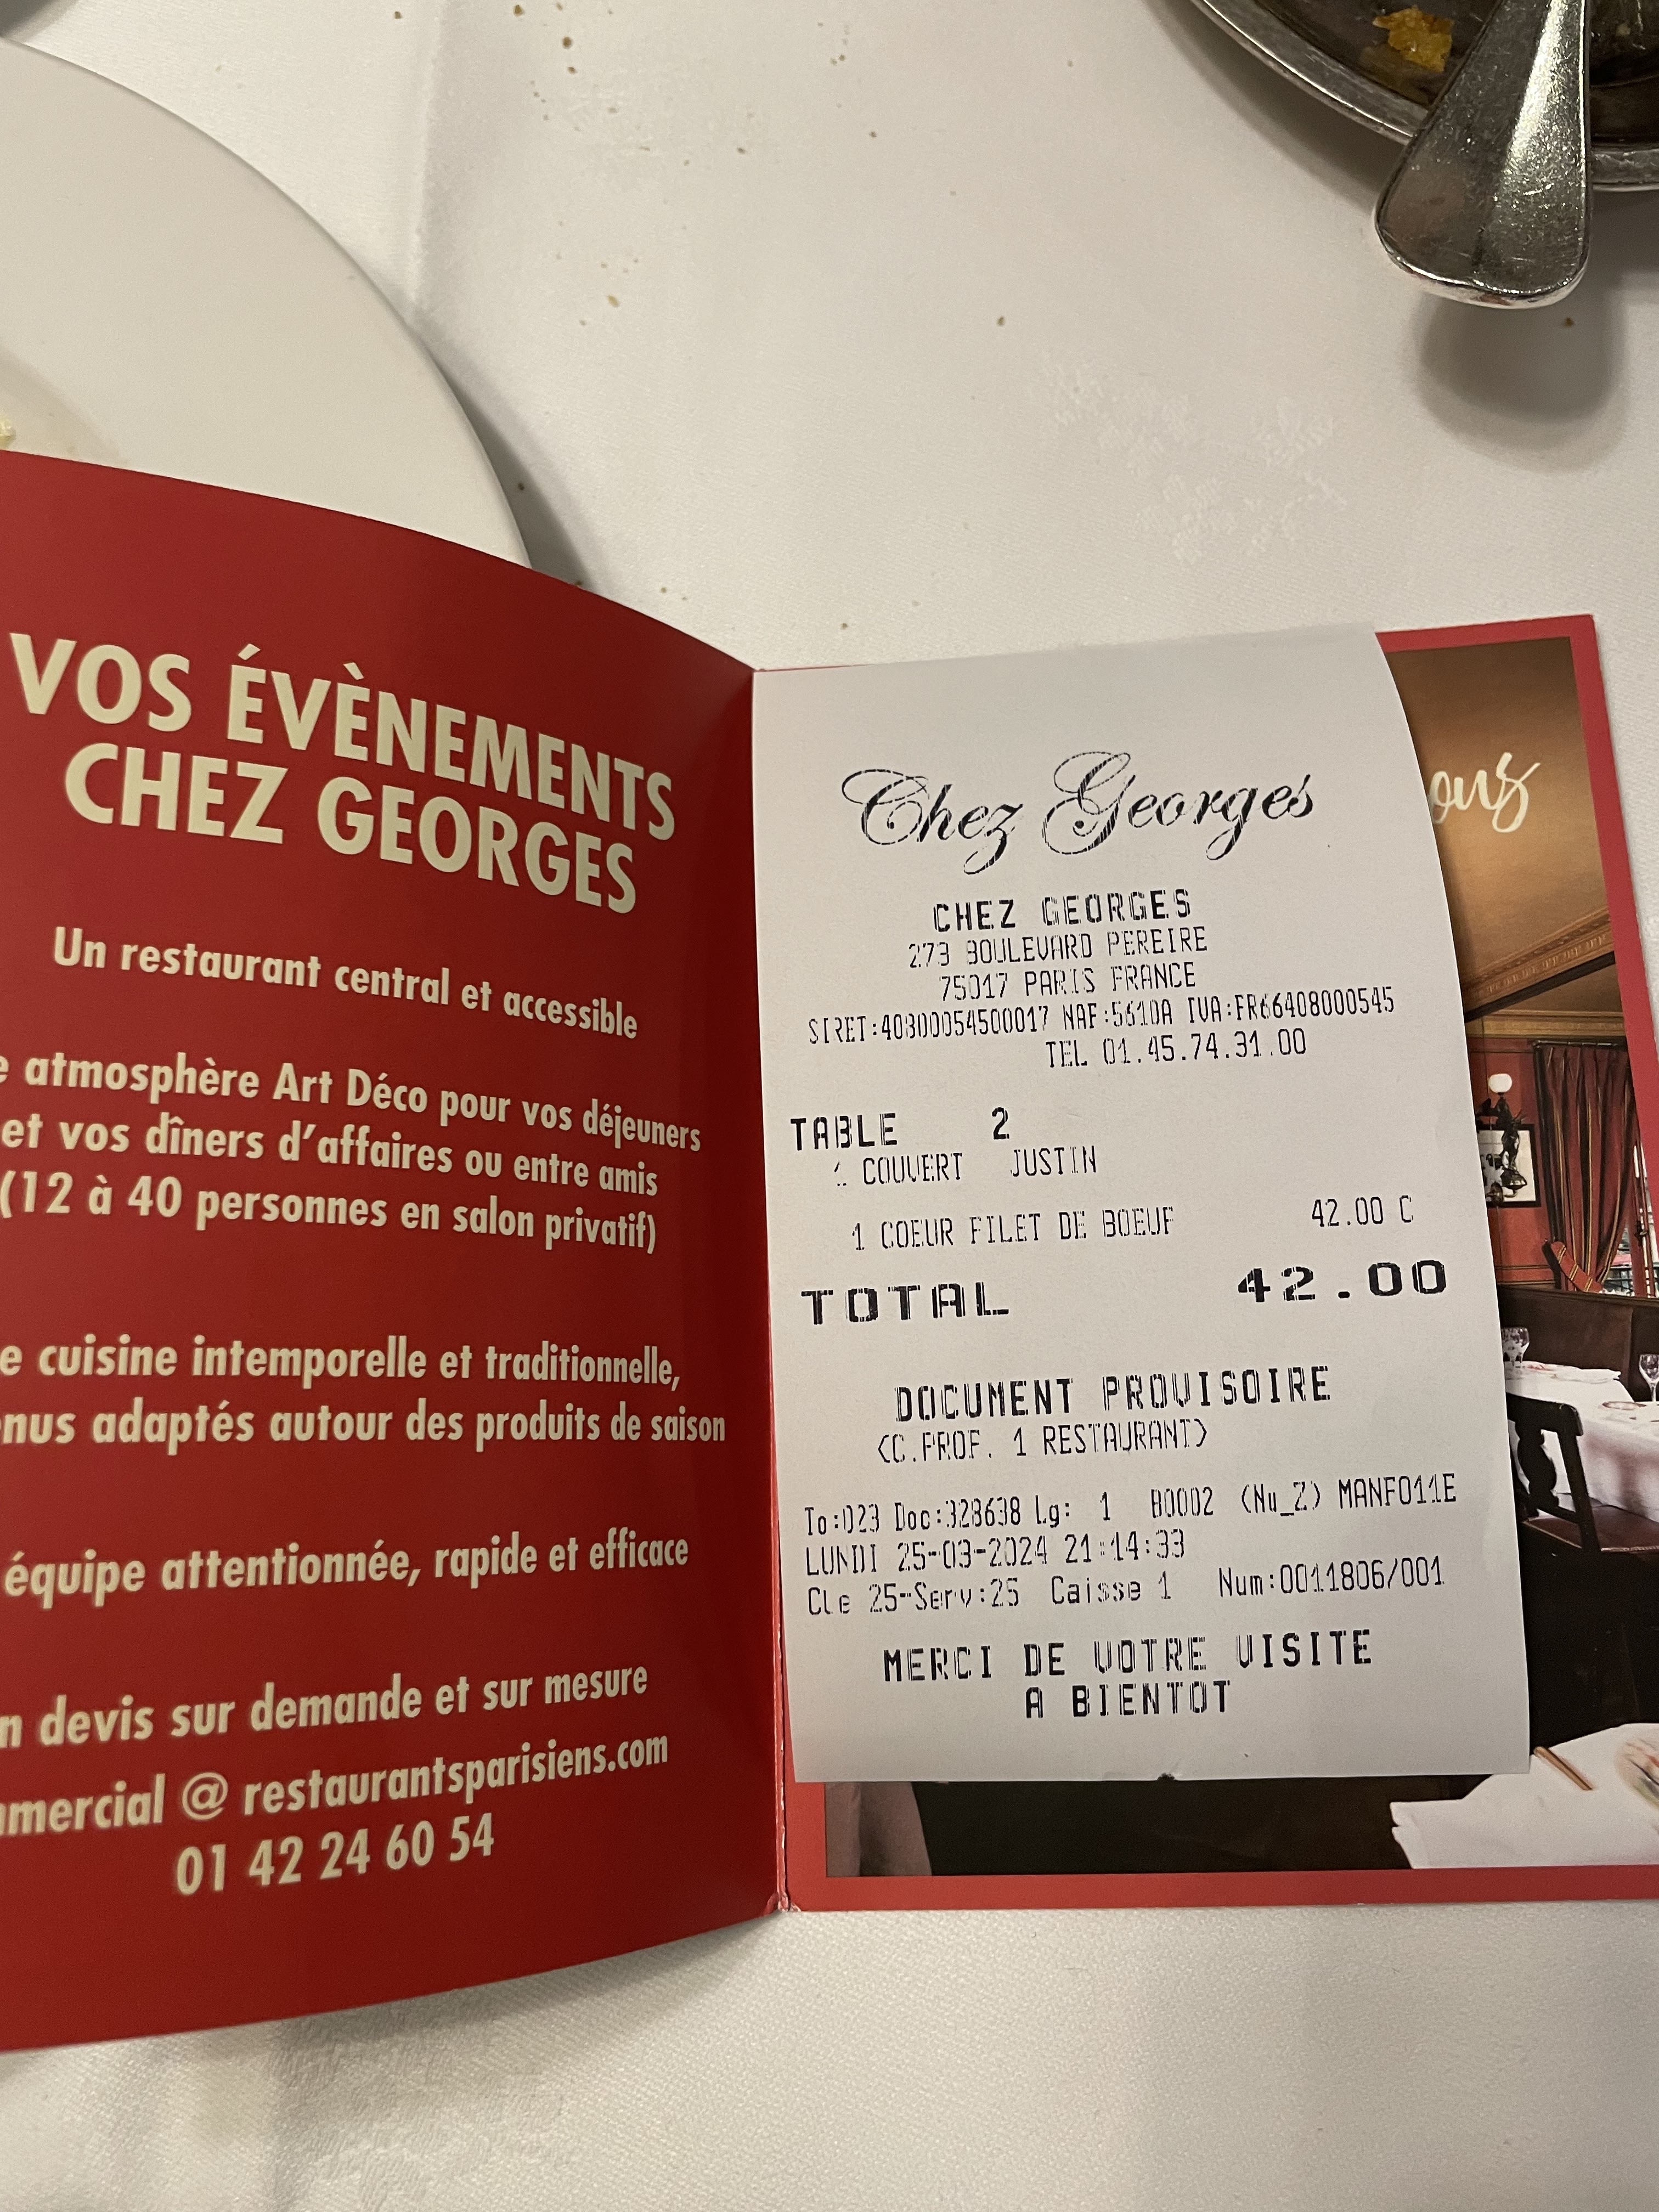 VOS ÉVÈNEMENTS
CHEZ GEORGES
Un restaurant central et accessible
atmosphère Art Déco pour vos déjeuners
et vos dîners d'affaires ou entre amis
(12 à 40 personnes en salon privatif)
cuisine intemporelle et traditionnelle,
adaptés autour des produits de saison
équipe attentionnée, rapide et efficace
devis sur demande et sur mesure
mercial @ restaurantsparisiens.com
01 42 24 60 54
Chez Georges
CHEZ GEORGES
273 BOULEVARD PEREIRE
75017 PARIS FRANCE
SIRET:40800054500017 NAF:5610A IVA:FR66408000545
TEL 01.45.74.31.00
TABLE 2
COUVERT JUSTIN
1 COEUR FILET DE BOEUF 42.00 C
TOTAL 42.00
DOCUMENT PROVISOIRE
(C.PROF. 1 RESTAURANT)
To:023 Doc:328638 Lg: 1 B0002 (Nu_Z) MANF011E
LUNDI 25-03-2024 21:14:33
Cle 25-Serv:25 Caisse 1 Num:0011806/001
MERCI DE VOTRE VISITE
A BIENTOT